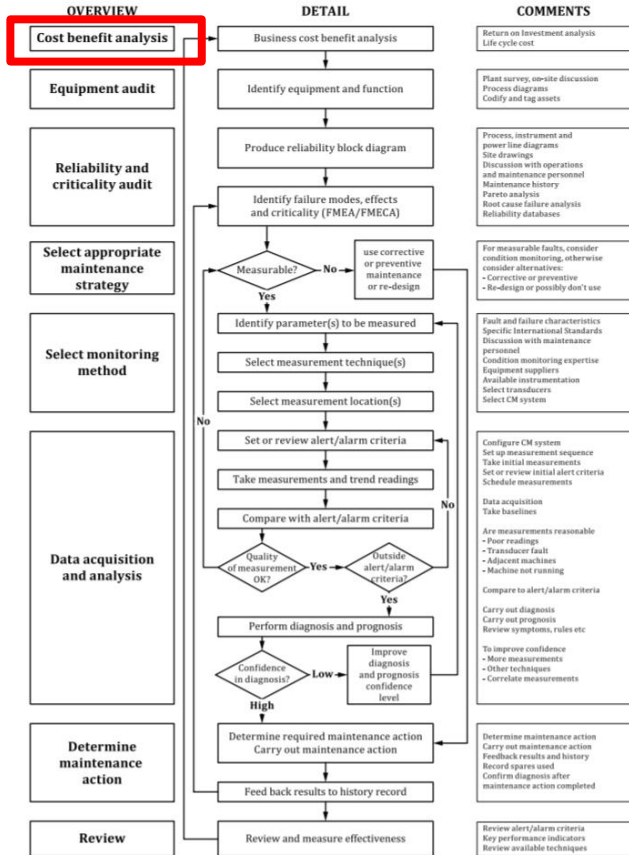 OVERVIEW
DETAIL
COMMENTS
Cost benefit analysis
Business cost benefit analysis
Return on Investment analysis
Life cycle cost
Equipment audit
Identify equipment and function
Plant survey, on-site discussion
Process diagrams
Codify and tag assets
Reliability and
criticality audit
Produce reliability block diagram
Identify failure modes, effects
and criticality (FMEA/FMECA)
Process, instrument and
power line diagrams
Site drawings
Discussion with operations
and maintenance personnel
Maintenance history
Pareto analysis
Root cause failure analysis
Reliability databases
Select appropriate
maintenance
strategy
Measurable?
No
use corrective
or preventive
maintenance
or re-design
Yes
For measurable faults, consider
condition monitoring, otherwise
consider alternatives:
- Corrective or preventive
- Re-design or possibly don't use
Select monitoring
method
Identify parameter(s) to be measured
Select measurement technique(s)
Select measurement location(s)
No
Fault and failure characteristics
Specific International Standards
Discussion with maintenance
personnel
Condition monitoring expertise
Equipment suppliers
Available instrumentation
Select transducers
Select CM system
Data acquisition
and analysis
Set or review alert/alarm criteria
Take measurements and trend readings
No
Compare with alert/alarm criteria
Quality
of measurement
OK?
Yes
Outside
alert/alarm
criteria?
Yes
Perform diagnosis and prognosis
Confidence
in diagnosis?
Low
Improve
diagnosis
and prognosis
confidence
level
High
Configure CM system
Set up measurement sequence
Take initial measurements
Set or review initial alert criteria
Schedule measurements
Data acquisition
Take baselines
Are measurements reasonable
- Poor readings
- Transducer fault
- Adjacent machines
- Machine not running
Compare to alert/alarm criteria
Carry out diagnosis
Carry out prognosis
Review symptoms, rules etc
To improve confidence
- More measurements
- Other techniques
- Correlate measurements
Determine
maintenance
action
Determine required maintenance action
Carry out maintenance action
Feed back results to history record
Determine maintenance action
Carry out maintenance action
Feedback results and history
Record spares used
Confirm diagnosis after
maintenance action completed
Review
Review and measure effectiveness
Review alert/alarm criteria
Key performance indicators
Review available techniques